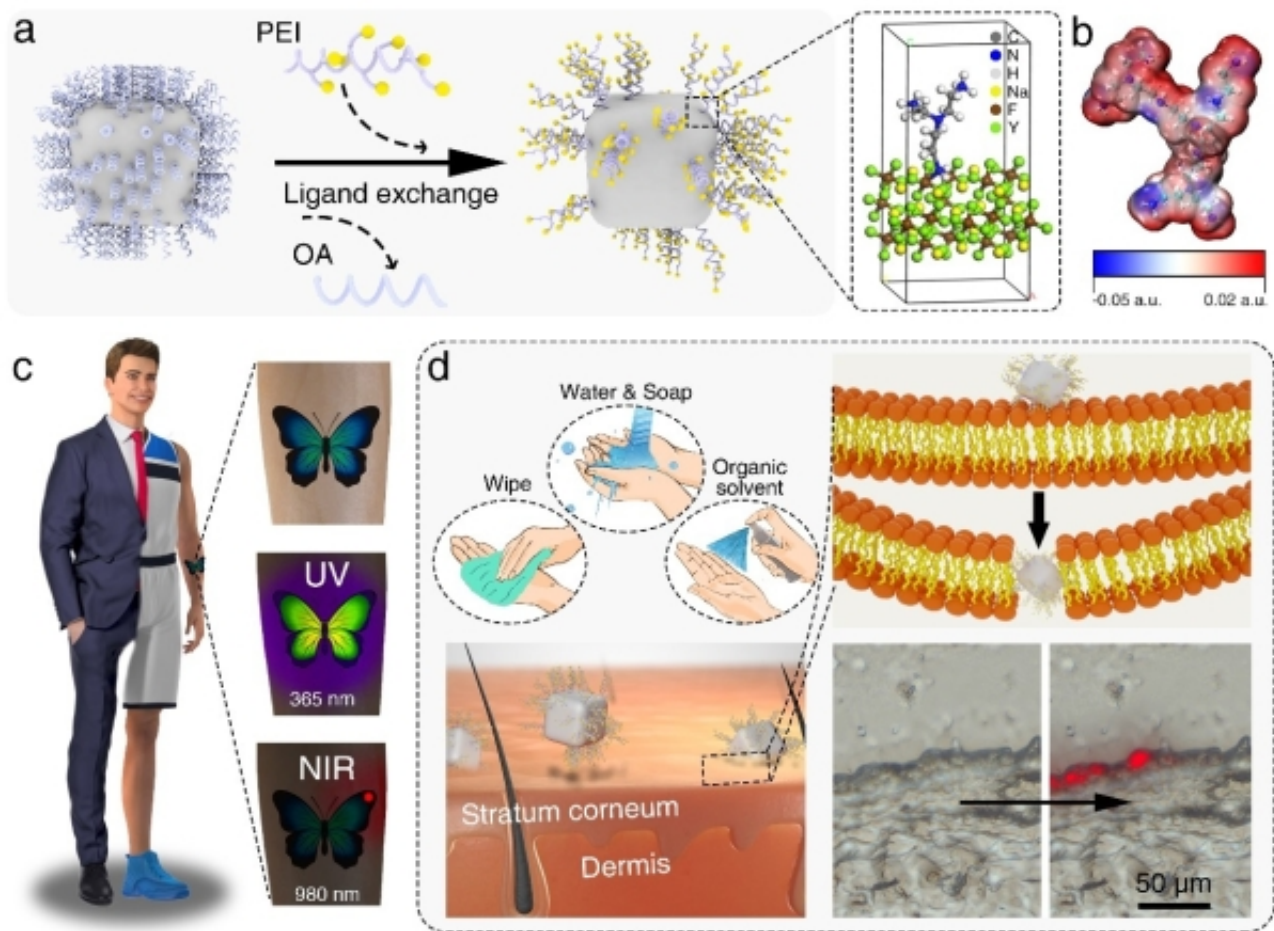 a
PEI
Ligand exchange
OA
C
N
H
Na
F
Y
b
-0.05 a.u. 0.02 a.u.
c
UV
365 nm
NIR
980 nm
d
Water & Soap
Wipe
Organic
solvent
Stratum corneum
Dermis
50 µm